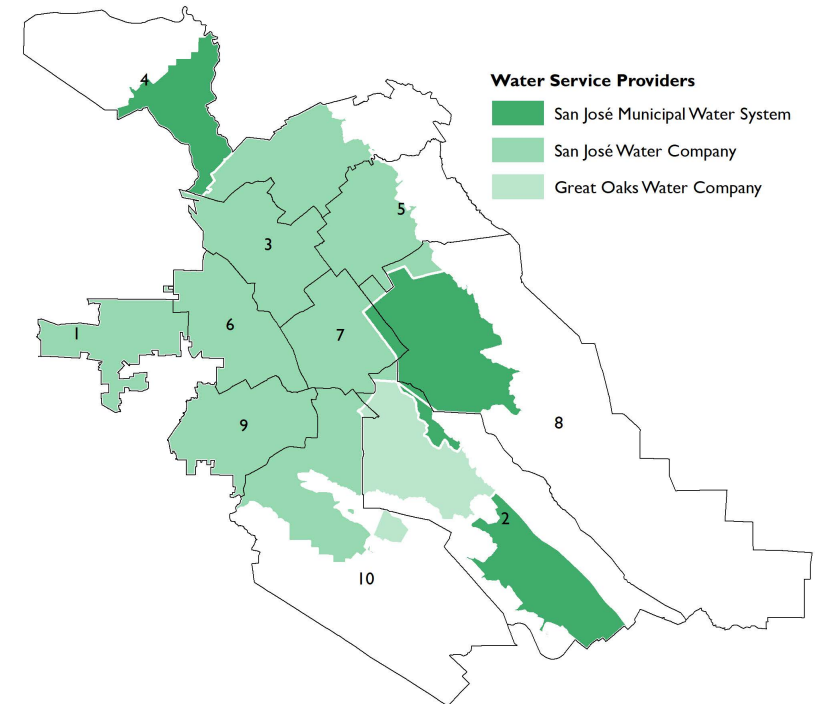 4
Water Service Providers
San José Municipal Water System
San José Water Company
Great Oaks Water Company
5
3
6
1
7
9
8
2
10